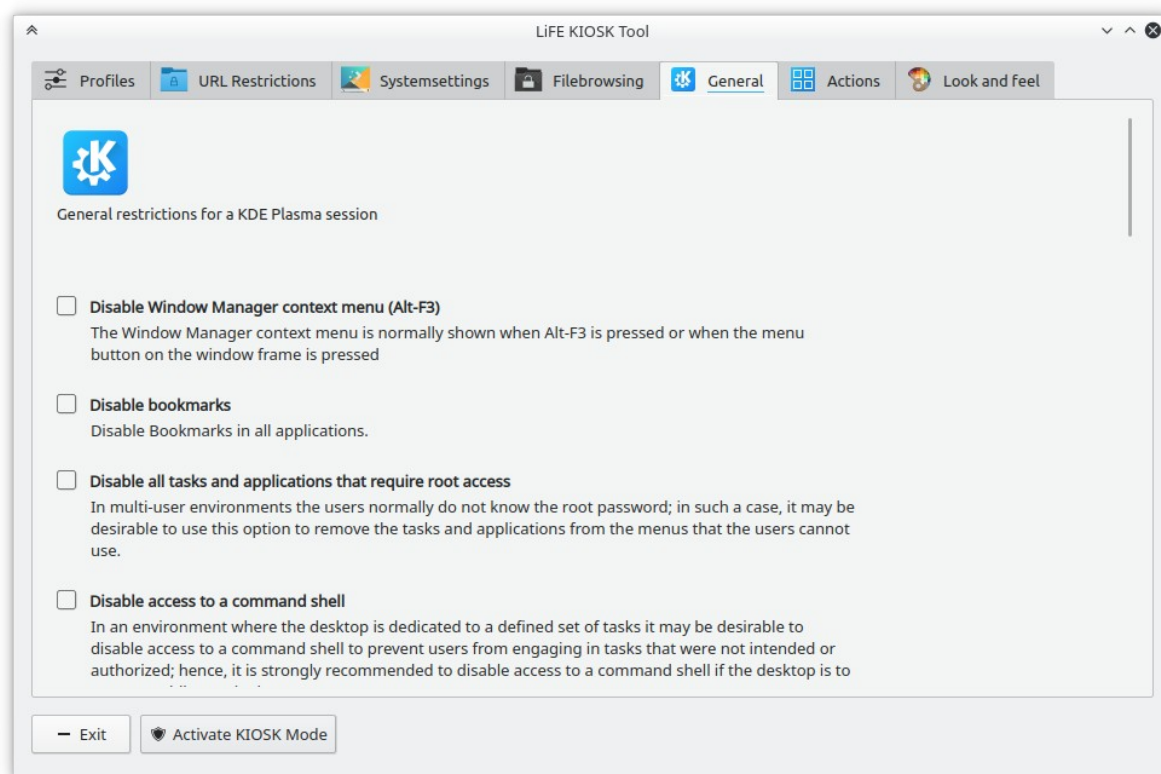 LiFE KIOSK Tool
Profiles URL Restrictions Systemsettings Filebrowsing General Actions Look and feel
General restrictions for a KDE Plasma session
Disable Window Manager context menu (Alt-F3)
The Window Manager context menu is normally shown when Alt-F3 is pressed or when the menu
button on the window frame is pressed
Disable bookmarks
Disable Bookmarks in all applications.
Disable all tasks and applications that require root access
In multi-user environments the users normally do not know the root password; in such a case, it may be
desirable to use this option to remove the tasks and applications from the menus that the users cannot
use.
Disable access to a command shell
In an environment where the desktop is dedicated to a defined set of tasks it may be desirable to
disable access to a command shell to prevent users from engaging in tasks that were not intended or
authorized; hence, it is strongly recommended to disable access to a command shell if the desktop is to
Exit Activate KIOSK Mode